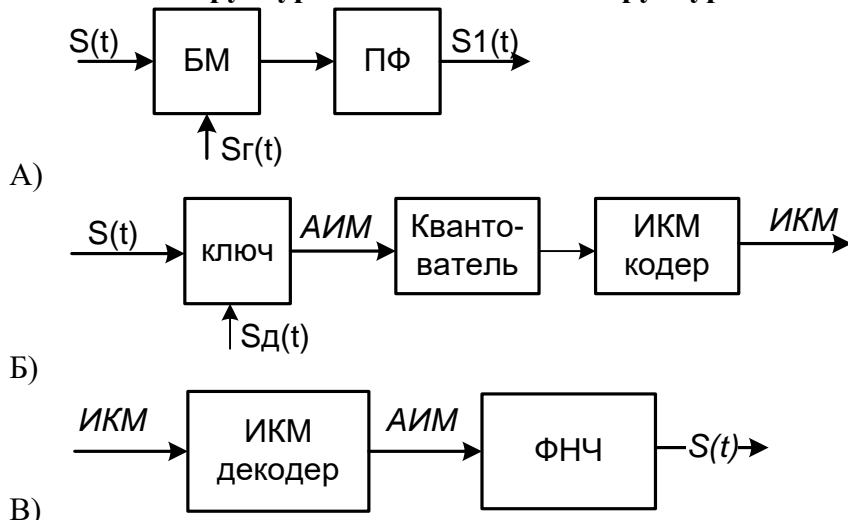 S(t) БМ ПФ S1(t)
Sг(t)
А)
S(t) ключ АИМ Кванто-
ватель ИКМ
кодер ИКМ
Sд(t)
Б)
ИКМ ИКМ
декодер АИМ ФНЧ S(t)
В)